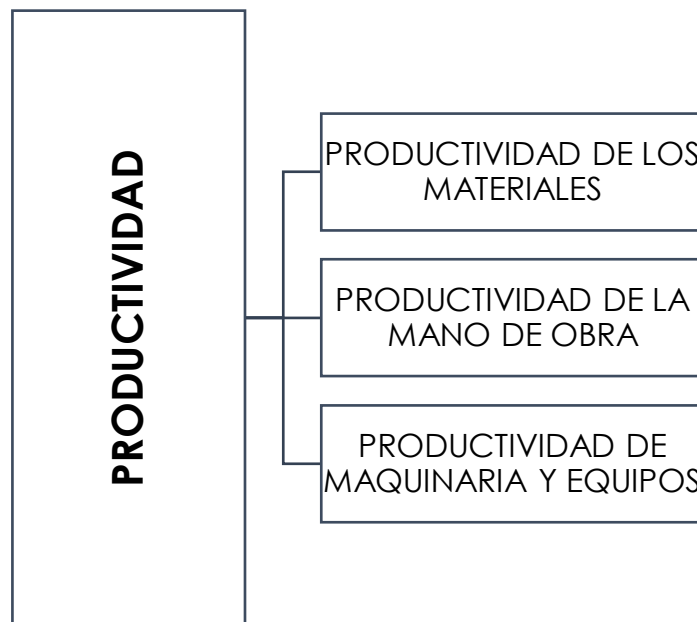 PRODUCTIVIDAD
PRODUCTIVIDAD DE LOS
MATERIALES
PRODUCTIVIDAD DE LA
MANO DE OBRA
PRODUCTIVIDAD DE
MAQUINARIA Y EQUIPOS